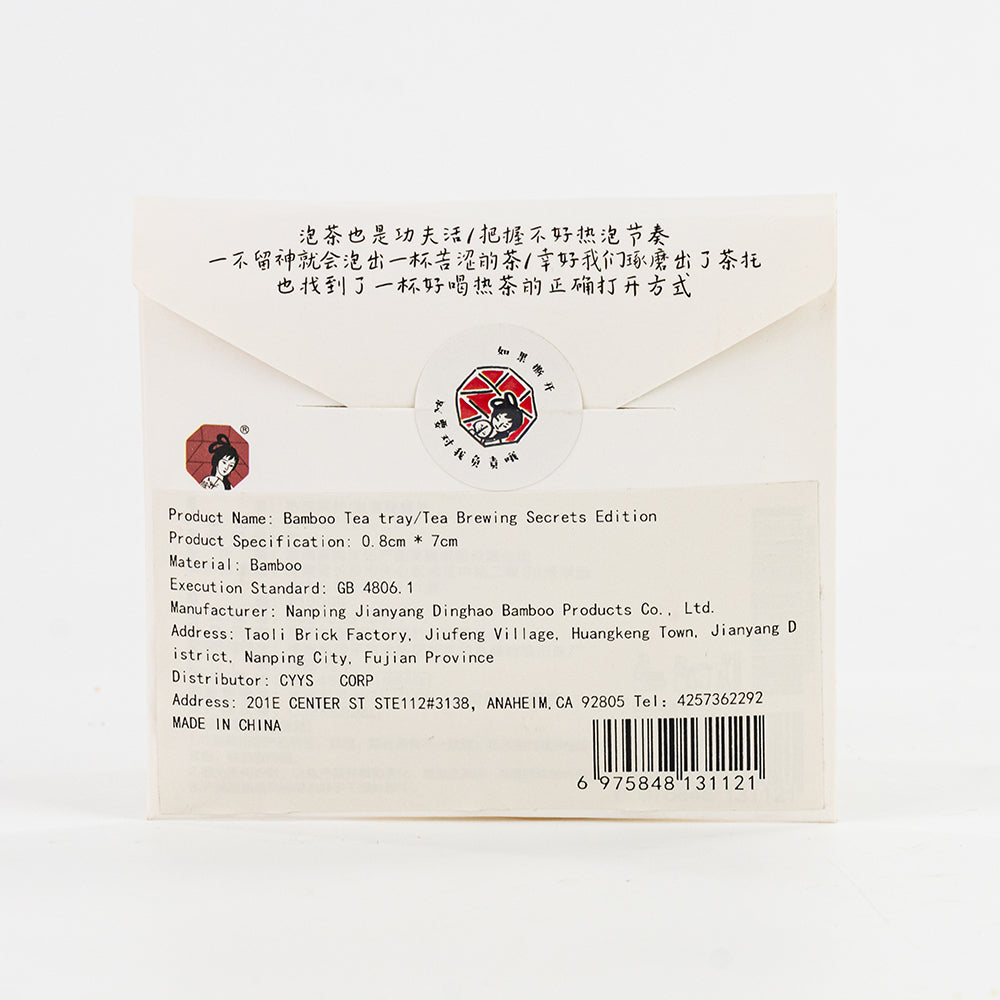 泡茶也是功夫活/把握不好热泡节奏
一不留神就会泡出一杯苦涩的茶/幸好我们琢磨出了茶托
也找到了一杯好喝热茶的正确打开方式
如果撕开
对我负责哦
®
Product Name: Bamboo Tea tray/Tea Brewing Secrets Edition
Product Specification: 0.8cm * 7cm
Material: Bamboo
Execution Standard: GB 4806.1
Manufacturer: Nanping Jianyang Dinghao Bamboo Products Co., Ltd.
Address: Taoli Brick Factory, Jiufeng Village, Huangkeng Town, Jianyang D
istrict, Nanping City, Fujian Province
Distributor: CYYS CORP
Address: 201E CENTER ST STE112#3138, ANAHEIM,CA 92805 Tel: 4257362292
MADE IN CHINA
6 975848 131121